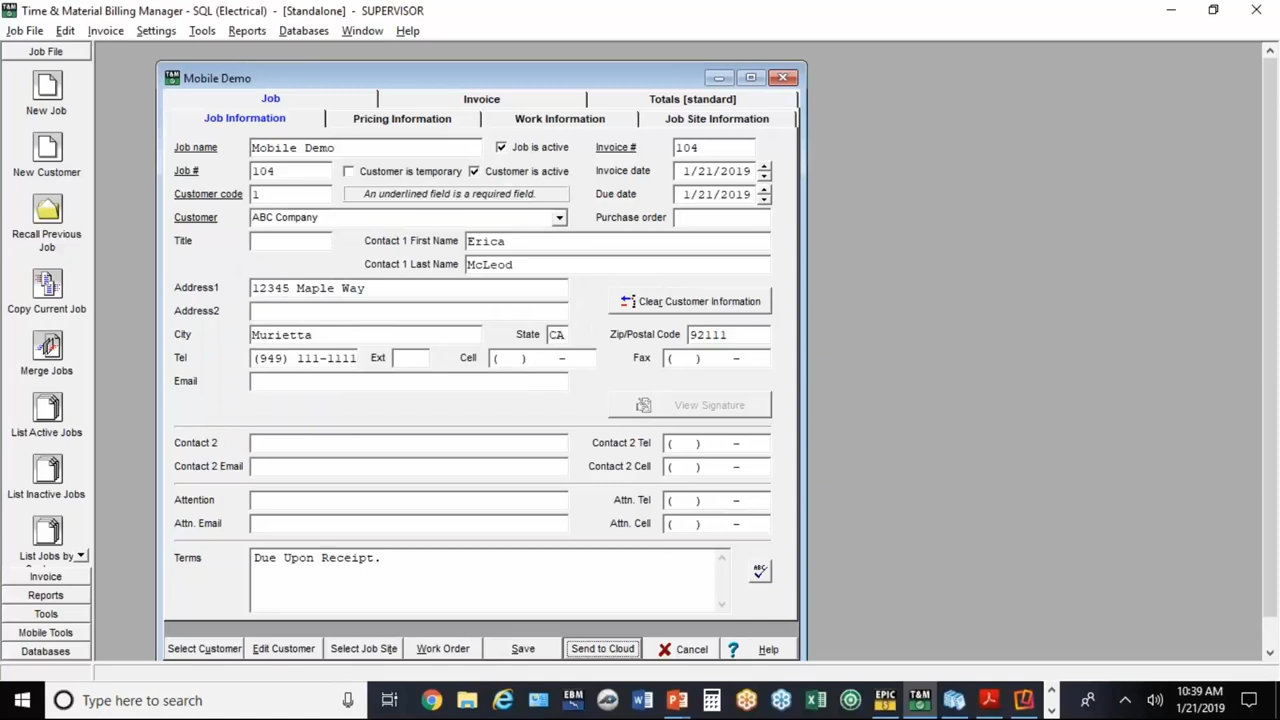 Time & Material Billing Manager - SQL (Electrical) - [Standalone] - SUPERVISOR
Job File Edit Invoice Settings Tools Reports Databases Window Help
Job File
New Job
New Customer
Recall Previous
Job
Copy Current Job
Merge Jobs
List Active Jobs
List Inactive Jobs
List Jobs by
Invoice
Reports
Tools
Mobile Tools
Databases
T&M Mobile Demo
Job Invoice Totals [standard]
Job Information Pricing Information Work Information Job Site Information
Job name Mobile Demo Job is active Invoice # 104
Job # 104 Customer is temporary Customer is active Invoice date 1/21/2019
Customer code 1 An underlined field is a required field. Due date 1/21/2019
Customer ABC Company Purchase order
Title Contact 1 First Name Erica
Contact 1 Last Name McLeod
Address1 12345 Maple Way
Clear Customer Information
Address2
City Murietta State CA Zip/Postal Code 92111
Tel (949) 111-1111 Ext Cell ( ) - Fax ( ) -
Email
View Signature
Contact 2 Contact 2 Tel ( ) -
Contact 2 Email Contact 2 Cell ( ) -
Attention Attn. Tel ( ) -
Attn. Email Attn. Cell ( ) -
Terms Due Upon Receipt.
ABC
Select Customer Edit Customer Select Job Site Work Order Save Send to Cloud Cancel ? Help
Type here to search
EBM
EPIC
T&M
10:39 AM
1/21/2019